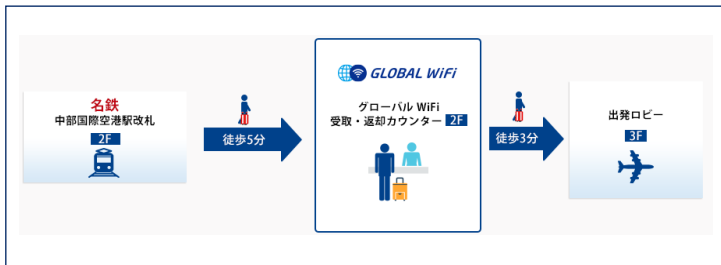 名鉄
中部国際空港駅改札
2F
徒歩5分
GLOBAL WiFi
グローバル WiFi
受取・返却カウンター 2F
徒歩3分
出発ロビー
3F